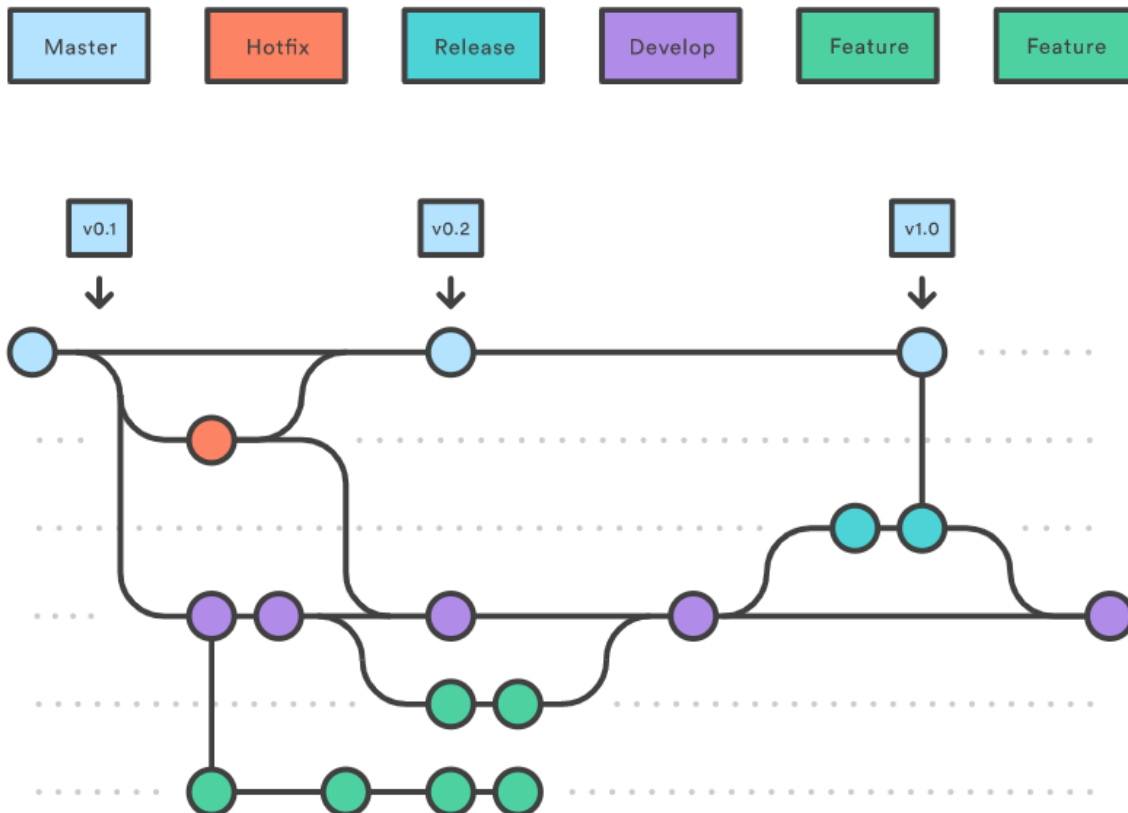 Master
Hotfix
Release
Develop
Feature
Feature
v0.1
v0.2
v1.0